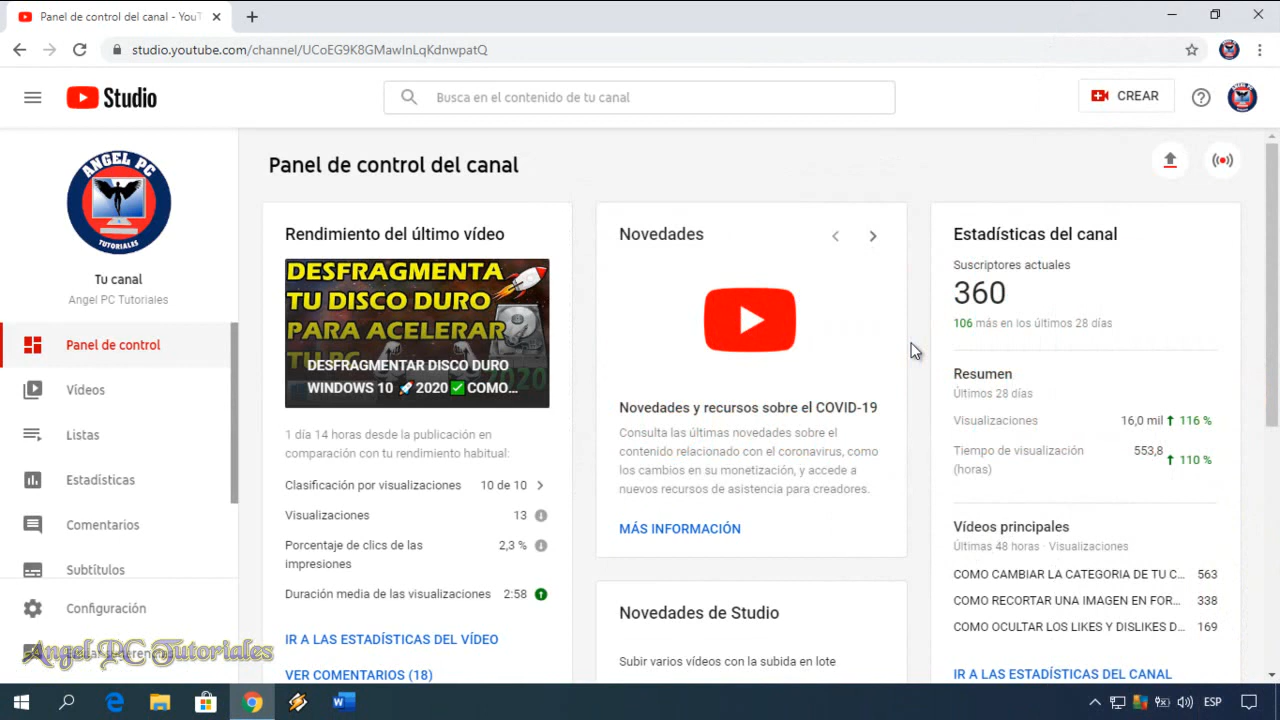 Panel de control del canal - YouT
studio.youtube.com/channel/UCoEG9K8GMawInLqKdnwpatQ
Studio
Busca en el contenido de tu canal
CREAR
ANGEL PC
TUTORIALES
Tu canal
Angel PC Tutoriales
Panel de control
Vídeos
Listas
Estadísticas
Comentarios
Subtítulos
Configuración
Angel PC Tutoriales
Panel de control del canal
Rendimiento del último vídeo
DESFRAGMENTA
TU DISCO DURO
PARA ACELERAR
TU PC
2020
DESFRAGMENTAR DISCO DURO
WINDOWS 10 🚀 2020 ✅ COMO...
1 día 14 horas desde la publicación en
comparación con tu rendimiento habitual:
Clasificación por visualizaciones 10 de 10
Visualizaciones 13
Porcentaje de clics de las
impresiones 2,3 %
Duración media de las visualizaciones 2:58
IR A LAS ESTADÍSTICAS DEL VÍDEO
VER COMENTARIOS (18)
Novedades
Novedades y recursos sobre el COVID-19
Consulta las últimas novedades sobre el
contenido relacionado con el coronavirus, como
los cambios en su monetización, y accede a
nuevos recursos de asistencia para creadores.
MÁS INFORMACIÓN
Novedades de Studio
Subir varios vídeos con la subida en lote
Estadísticas del canal
Suscriptores actuales
360
106 más en los últimos 28 días
Resumen
Últimos 28 días
Visualizaciones 16,0 mil 116 %
Tiempo de visualización
(horas) 553,8 110 %
Vídeos principales
Últimas 48 horas · Visualizaciones
COMO CAMBIAR LA CATEGORIA DE TU C... 563
COMO RECORTAR UNA IMAGEN EN FOR... 338
COMO OCULTAR LOS LIKES Y DISLIKES D... 169
IR A LAS ESTADÍSTICAS DEL CANAL
ESP